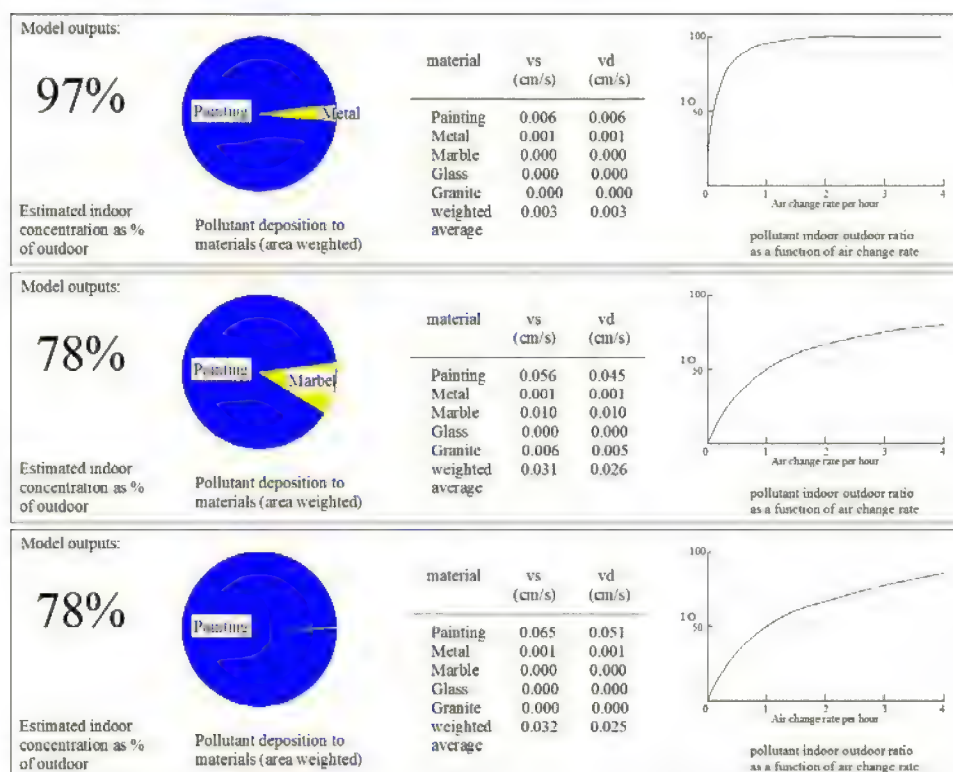 Model outputs:
97%
Estimated indoor
concentration as %
of outdoor
Painting
Metal
Pollutant deposition to
materials (area weighted)
material vs vd
(cm/s) (cm/s)
Painting 0.006 0.006
Metal 0.001 0.001
Marble 0.000 0.000
Glass 0.000 0.000
Granite 0.000 0.000
weighted 0.003 0.003
average
100
50
I O
0 1 2 3 4
Air change rate per hour
pollutant indoor outdoor ratio
as a function of air change rate
Model outputs:
78%
Estimated indoor
concentration as %
of outdoor
Painting
Marbel
Pollutant deposition to
materials (area weighted)
material vs vd
(cm/s) (cm/s)
Painting 0.056 0.045
Metal 0.001 0.001
Marble 0.010 0.010
Glass 0.000 0.000
Granite 0.006 0.005
weighted 0.031 0.026
average
100
50
I O
0 1 2 3 4
Air change rate per hour
pollutant indoor outdoor ratio
as a function of air change rate
Model outputs:
78%
Estimated indoor
concentration as %
of outdoor
Painting
Pollutant deposition to
materials (area weighted)
material vs vd
(cm/s) (cm/s)
Painting 0.065 0.051
Metal 0.001 0.001
Marble 0.000 0.000
Glass 0.000 0.000
Granite 0.000 0.000
weighted 0.032 0.025
average
100
50
I O
0 1 2 3 4
Air change rate per hour
pollutant indoor outdoor ratio
as a function of air change rate